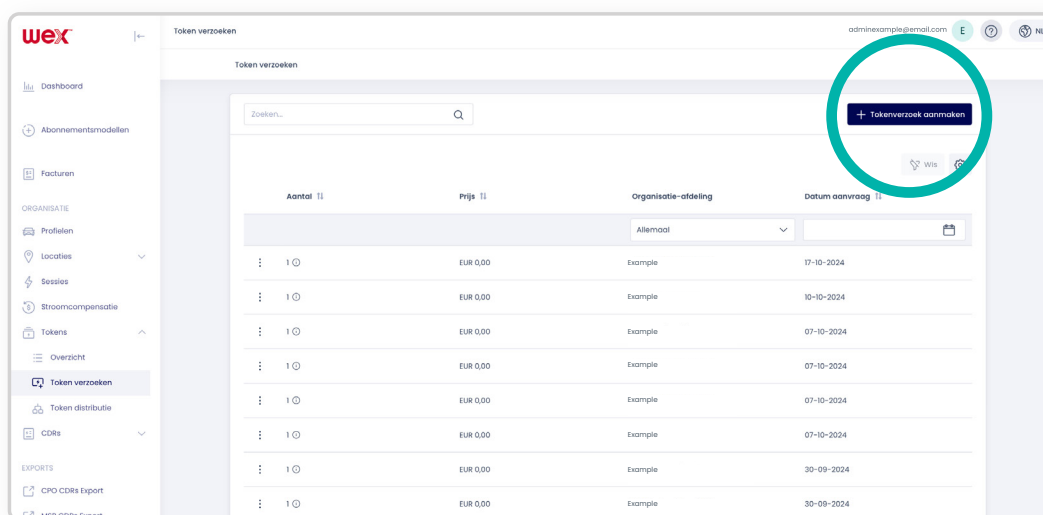 wex
Token verzoeken
adminexample@email.com
E
NL
Token verzoeken
Dashboard
Abonnementsmodellen
Facturen
ORGANISATIE
Profielen
Locaties
Sessies
Stroomcompensatie
Tokens
Overzicht
Token verzoeken
Token distributie
CDRs
EXPORTS
CPO CDRs Export
MSP CDRs Export
Zoeken...
+ Tokenverzoek aanmaken
Wis
Aantal Prijs Organisatie-afdeling Datum aanvraag
Allemaal
1 EUR 0,00 Example 17-10-2024
1 EUR 0,00 Example 10-10-2024
1 EUR 0,00 Example 07-10-2024
1 EUR 0,00 Example 07-10-2024
1 EUR 0,00 Example 07-10-2024
1 EUR 0,00 Example 07-10-2024
1 EUR 0,00 Example 30-09-2024
1 EUR 0,00 Example 30-09-2024